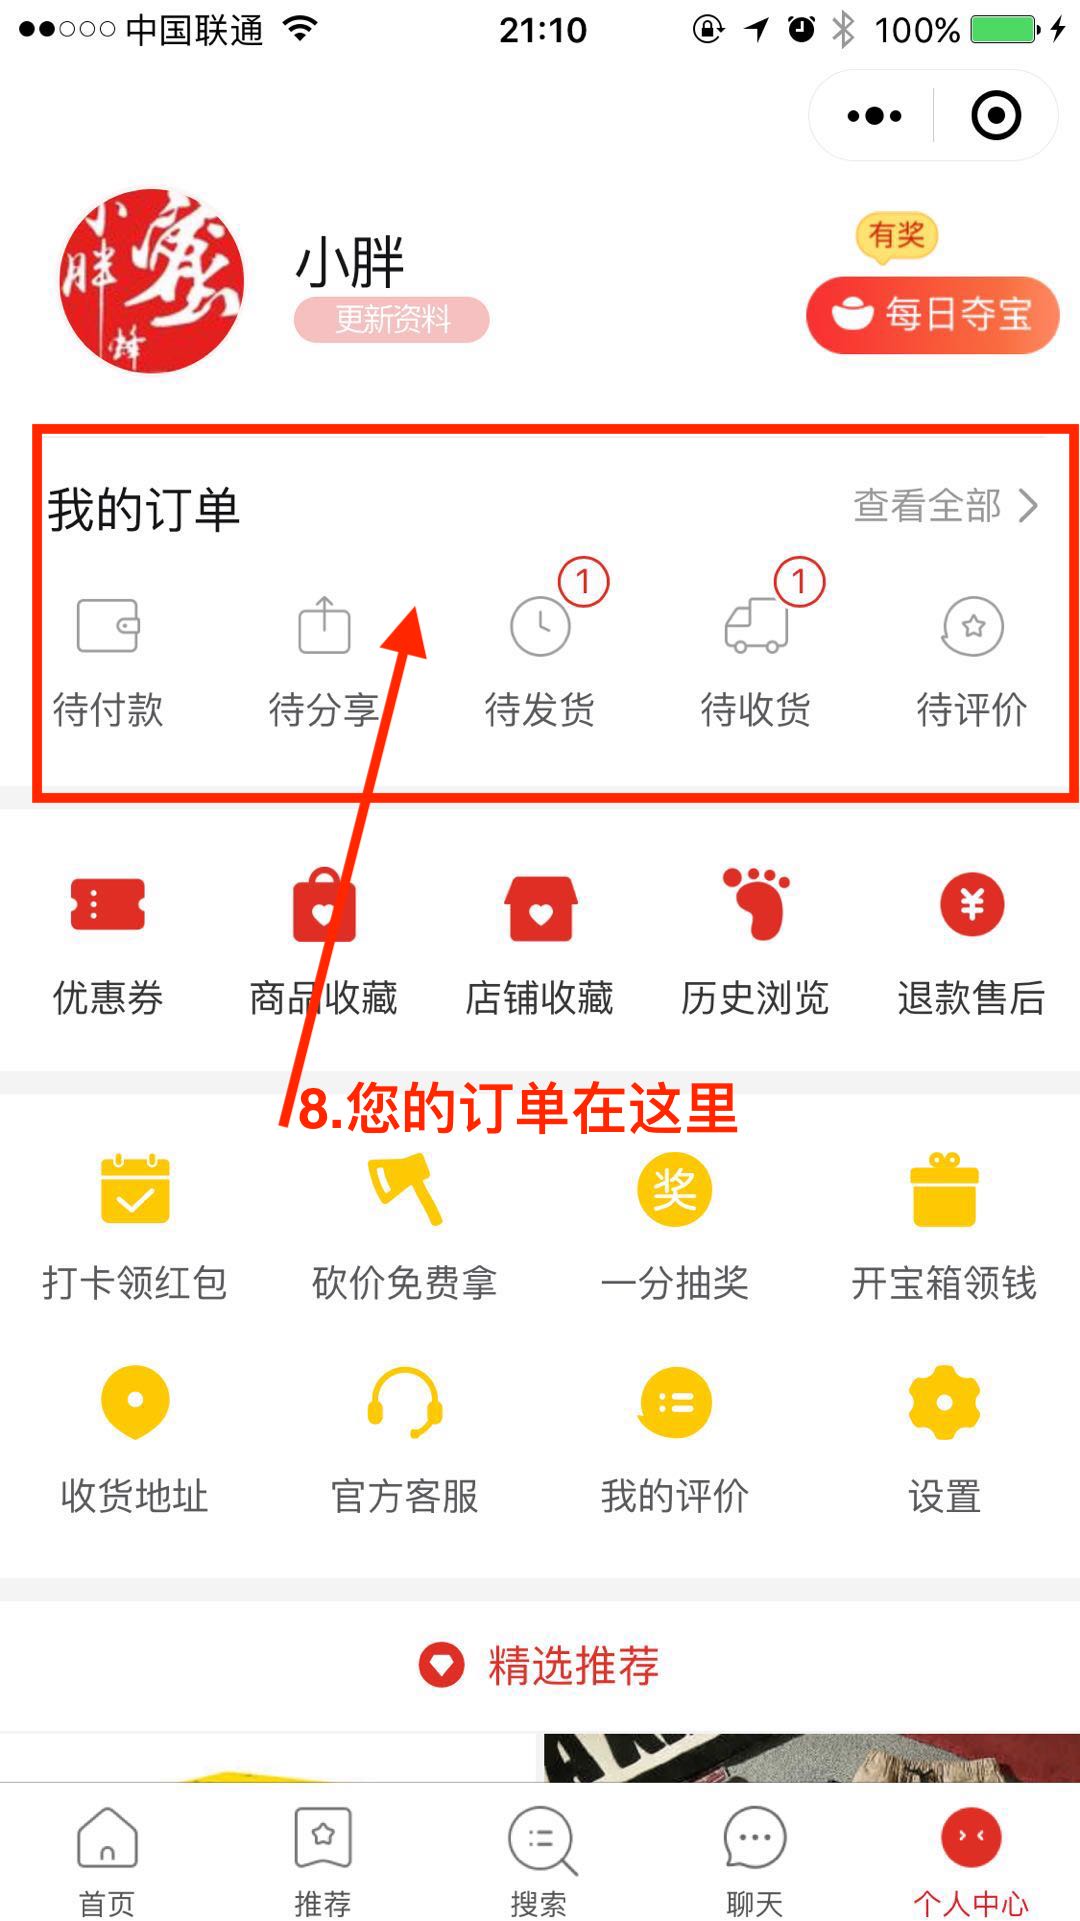 中国联通 21:10 100%
小胖
更新资料
有奖
每日夺宝
我的订单 查看全部
1 1
待付款 待分享 待发货 待收货 待评价
优惠券 商品收藏 店铺收藏 历史浏览 退款售后
8.您的订单在这里
奖
打卡领红包 砍价免费拿 一分抽奖 开宝箱领钱
收货地址 官方客服 我的评价 设置
精选推荐
首页 推荐 搜索 聊天 个人中心